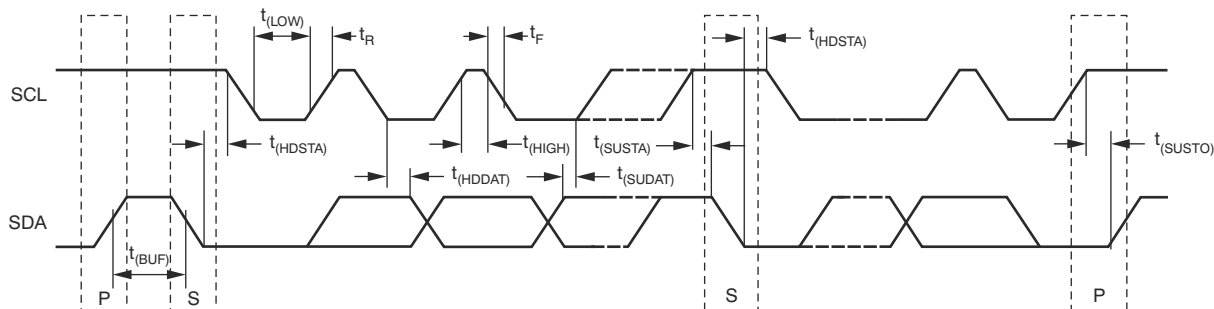 t(LOW)
tR
tF
t(HDSTA)
SCL
t(HDSTA)
t(HIGH)
t(SUSTA)
t(SUSTO)
t(HDDAT)
t(SUDAT)
SDA
t(BUF)
P
S
S
P